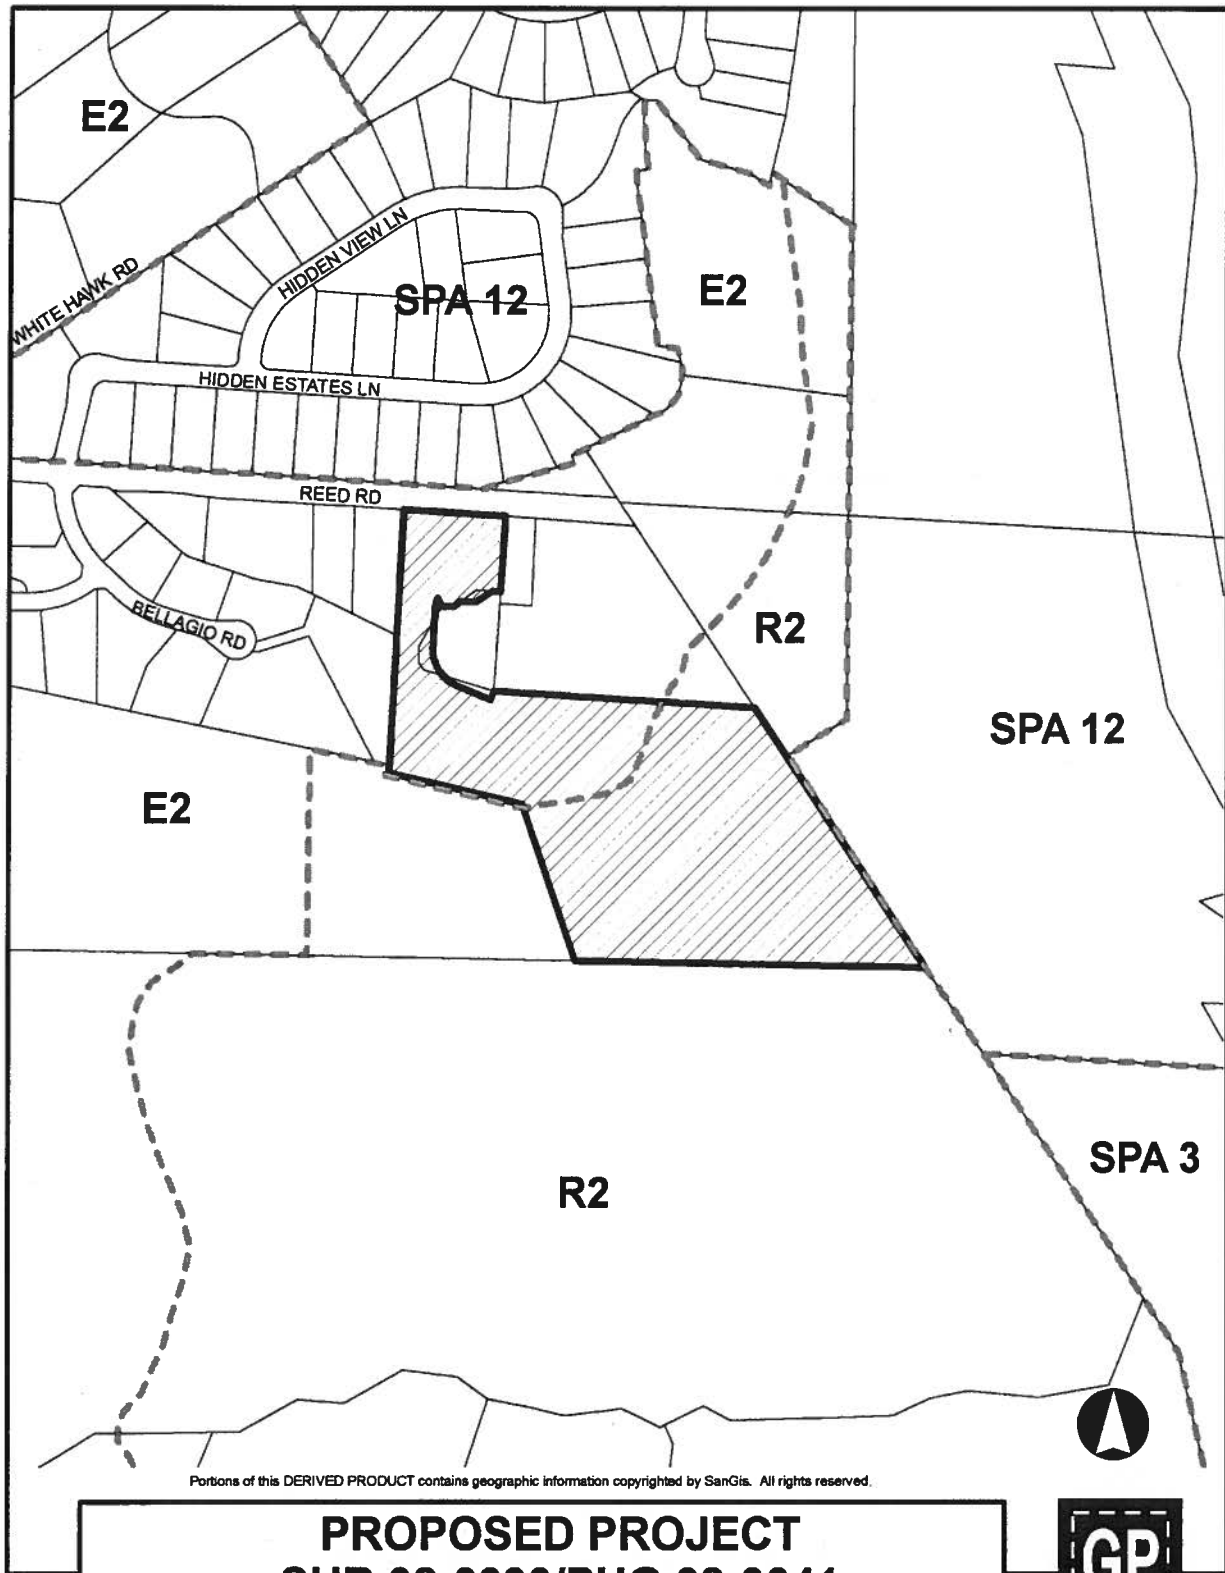 E2
HIDDEN VIEW LN
WHITE HAWK RD
SPA 12
E2
HIDDEN ESTATES LN
REED RD
BELLAGIO RD
R2
SPA 12
E2
SPA 3
R2
Portions of this DERIVED PRODUCT contains geographic information copyrighted by SanGis. All rights reserved.
PROPOSED PROJECT
GP